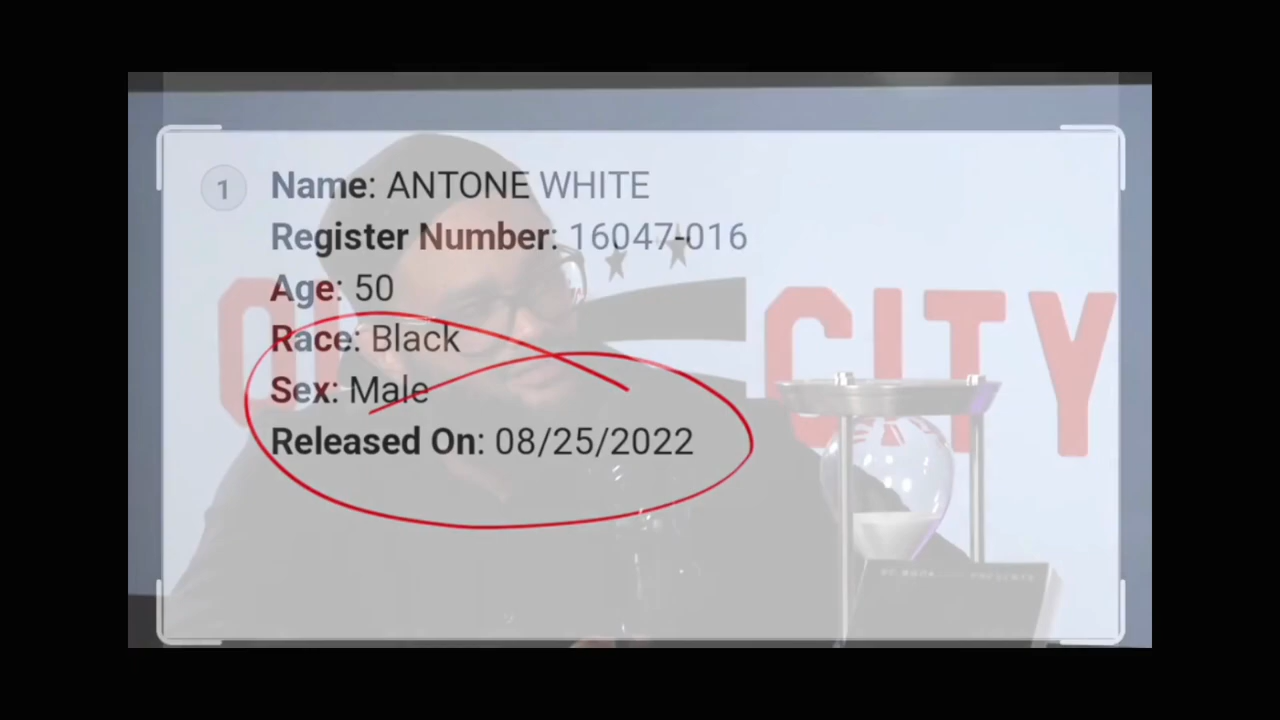 1
Name: ANTONE WHITE
Register Number: 16047-016
Age: 50
Race: Black
Sex: Male
Released On: 08/25/2022
CITY